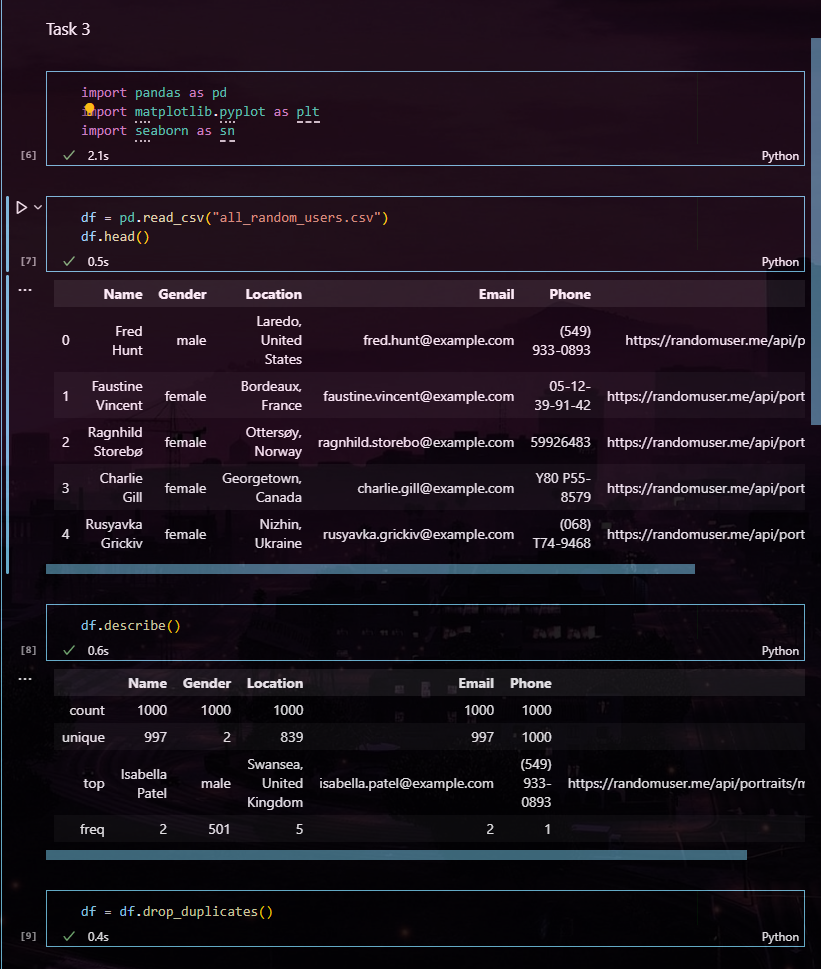 Task 3
import pandas as pd
import matplotlib.pyplot as plt
import seaborn as sn
[6] 2.1s Python
df = pd.read_csv("all_random_users.csv")
df.head()
[7] 0.5s Python
Name Gender Location Email Phone
0 Fred Hunt male Laredo, United States fred.hunt@example.com (549) 933-0893 https://randomuser.me/api/p
1 Faustine Vincent female Bordeaux, France faustine.vincent@example.com 05-12-39-91-42 https://randomuser.me/api/port
2 Ragnhild Storebø female Ottersøy, Norway ragnhild.storebo@example.com 59926483 https://randomuser.me/api/port
3 Charlie Gill female Georgetown, Canada charlie.gill@example.com Y80 P55-8579 https://randomuser.me/api/port
4 Rusyavka Grickiv female Nizhin, Ukraine rusyavka.grickiv@example.com (068) T74-9468 https://randomuser.me/api/port
df.describe()
[8] 0.6s Python
Name Gender Location Email Phone
count 1000 1000 1000 1000 1000
unique 997 2 839 997 1000
top Isabella Patel male Swansea, United Kingdom isabella.patel@example.com (549) 933-0893 https://randomuser.me/api/portraits/m
freq 2 501 5 2 1
df = df.drop_duplicates()
[9] 0.4s Python